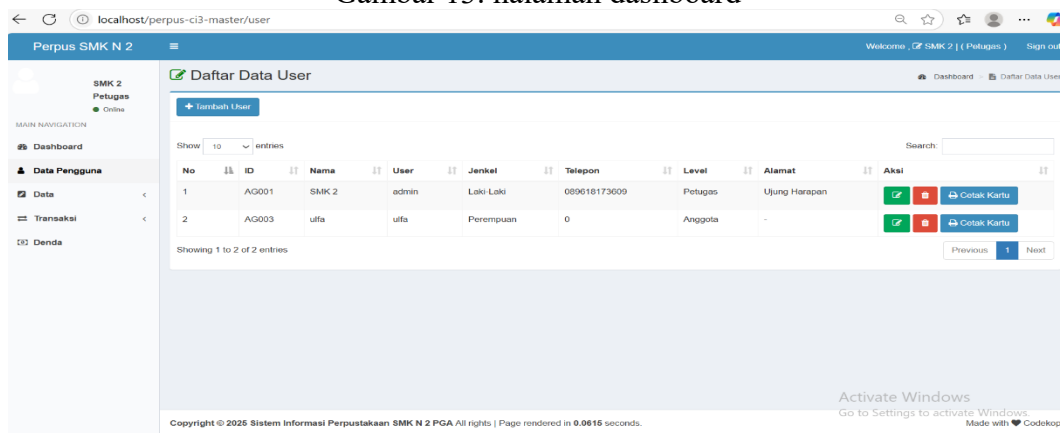 Gambar 15. halaman dashboard
localhost/perpus-ci3-master/user
Perpus SMK N 2
Welcome , SMK 2 | ( Petugas ) Sign out
SMK 2
Petugas
Online
MAIN NAVIGATION
Dashboard
Data Pengguna
Data
Transaksi
Denda
Daftar Data User
Dashboard Daftar Data User
Tambah User
Show 10 entries Search:
No ID Nama User Jenkel Telepon Level Alamat Aksi
1 AG001 SMK 2 admin Laki-Laki 089618173609 Petugas Ujung Harapan Cetak Kartu
2 AG003 ulfa ulfa Perempuan 0 Anggota - Cetak Kartu
Showing 1 to 2 of 2 entries Previous 1 Next
Activate Windows
Go to Settings to activate Windows.
Copyright © 2025 Sistem Informasi Perpustakaan SMK N 2 PGA All rights | Page rendered in 0.0615 seconds. Made with ♥ Codekop